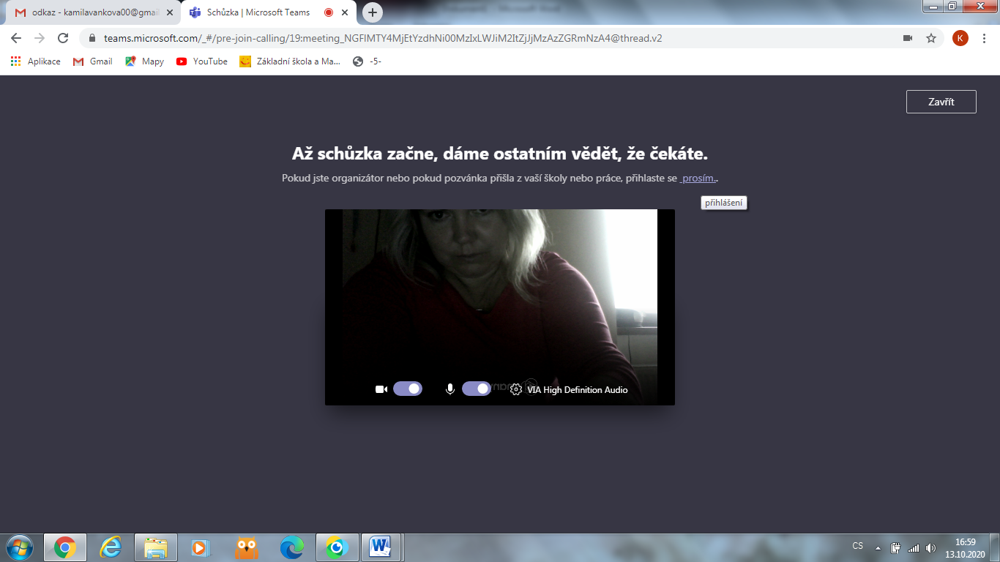 odkaz - kamilavankova00@gmai
Schůzka | Microsoft Teams
teams.microsoft.com/_#/pre-join-calling/19:meeting_NGFlMTY4MjEtYzdhNi00MzIxLWJiM2ItZjJjMzAzZGRmNzA4@thread.v2
K
Aplikace
Gmail
Mapy
YouTube
Základní škola a Ma...
-5-
Zavřít
Až schůzka začne, dáme ostatním vědět, že čekáte.
Pokud jste organizátor nebo pokud pozvánka přišla z vaší školy nebo práce, přihlaste se prosím..
přihlášení
VIA High Definition Audio
CS
16:59
13.10.2020